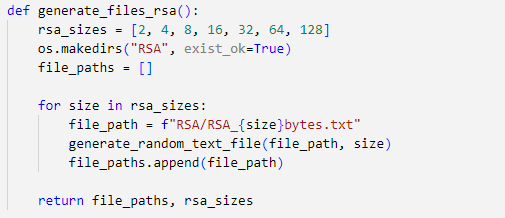 def generate_files_rsa():
    rsa_sizes = [2, 4, 8, 16, 32, 64, 128]
    os.makedirs("RSA", exist_ok=True)
    file_paths = []

    for size in rsa_sizes:
        file_path = f"RSA/RSA_{size}bytes.txt"
        generate_random_text_file(file_path, size)
        file_paths.append(file_path)

    return file_paths, rsa_sizes